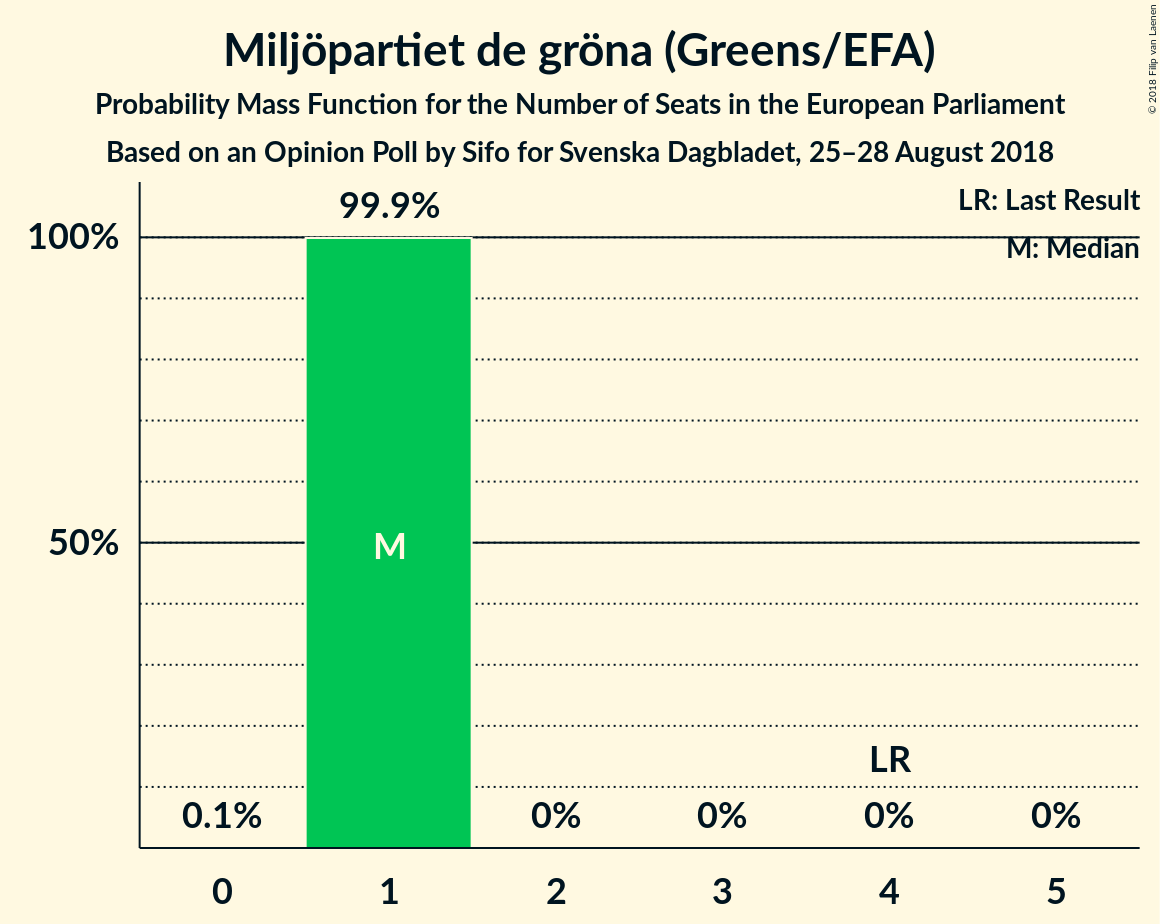 Miljöpartiet de gröna (Greens/EFA)
Probability Mass Function for the Number of Seats in the European Parliament
Based on an Opinion Poll by Sifo for Svenska Dagbladet, 25–28 August 2018
© 2018 Filip van Laenen
LR: Last Result
M: Median
99.9%
100%
50%
M
LR
0.1% 0% 0% 0% 0%
0 1 2 3 4 5